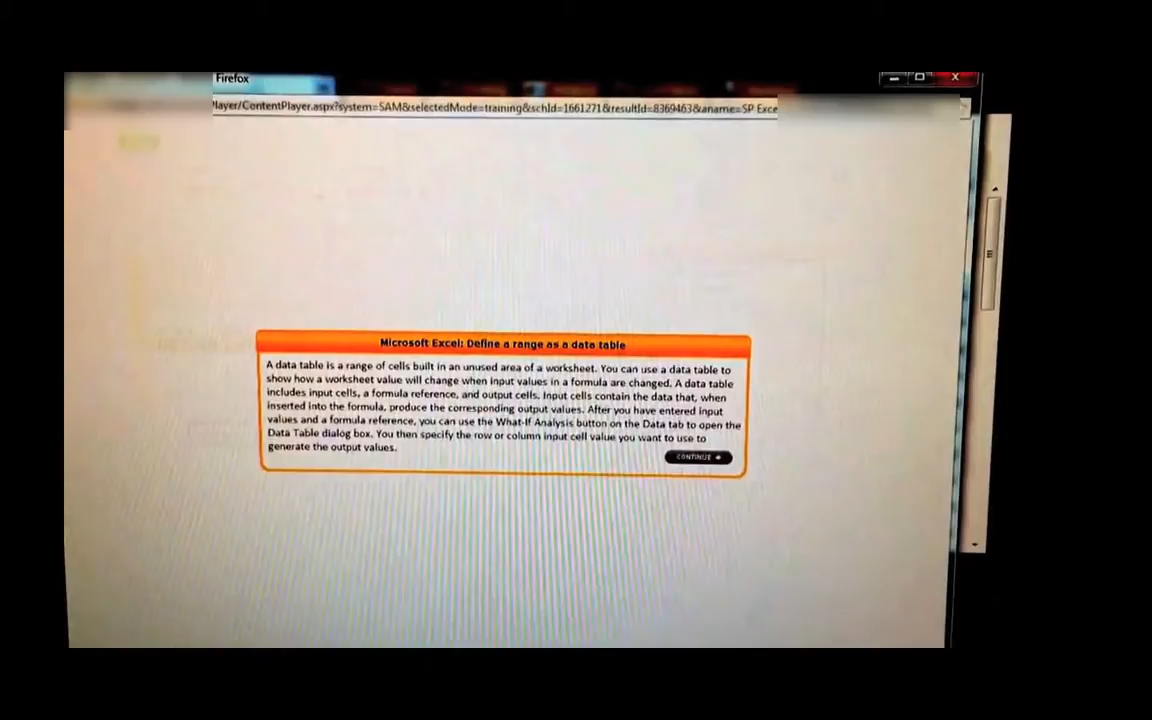 Firefox
Player/ContentPlayer.aspx?system=SAM&selectedMode=training&schId=1661271&resultId=8369463&aname=SP Exce
Microsoft Excel: Define a range as a data table
A data table is a range of cells built in an unused area of a worksheet. You can use a data table to
show how a worksheet value will change when input values in a formula are changed. A data table
includes input cells, a formula reference, and output cells. Input cells contain the data that, when
inserted into the formula, produce the corresponding output values. After you have entered input
values and a formula reference, you can use the What-If Analysis button on the Data tab to open the
Data Table dialog box. You then specify the row or column input cell value you want to use to
generate the output values.
CONTINUE